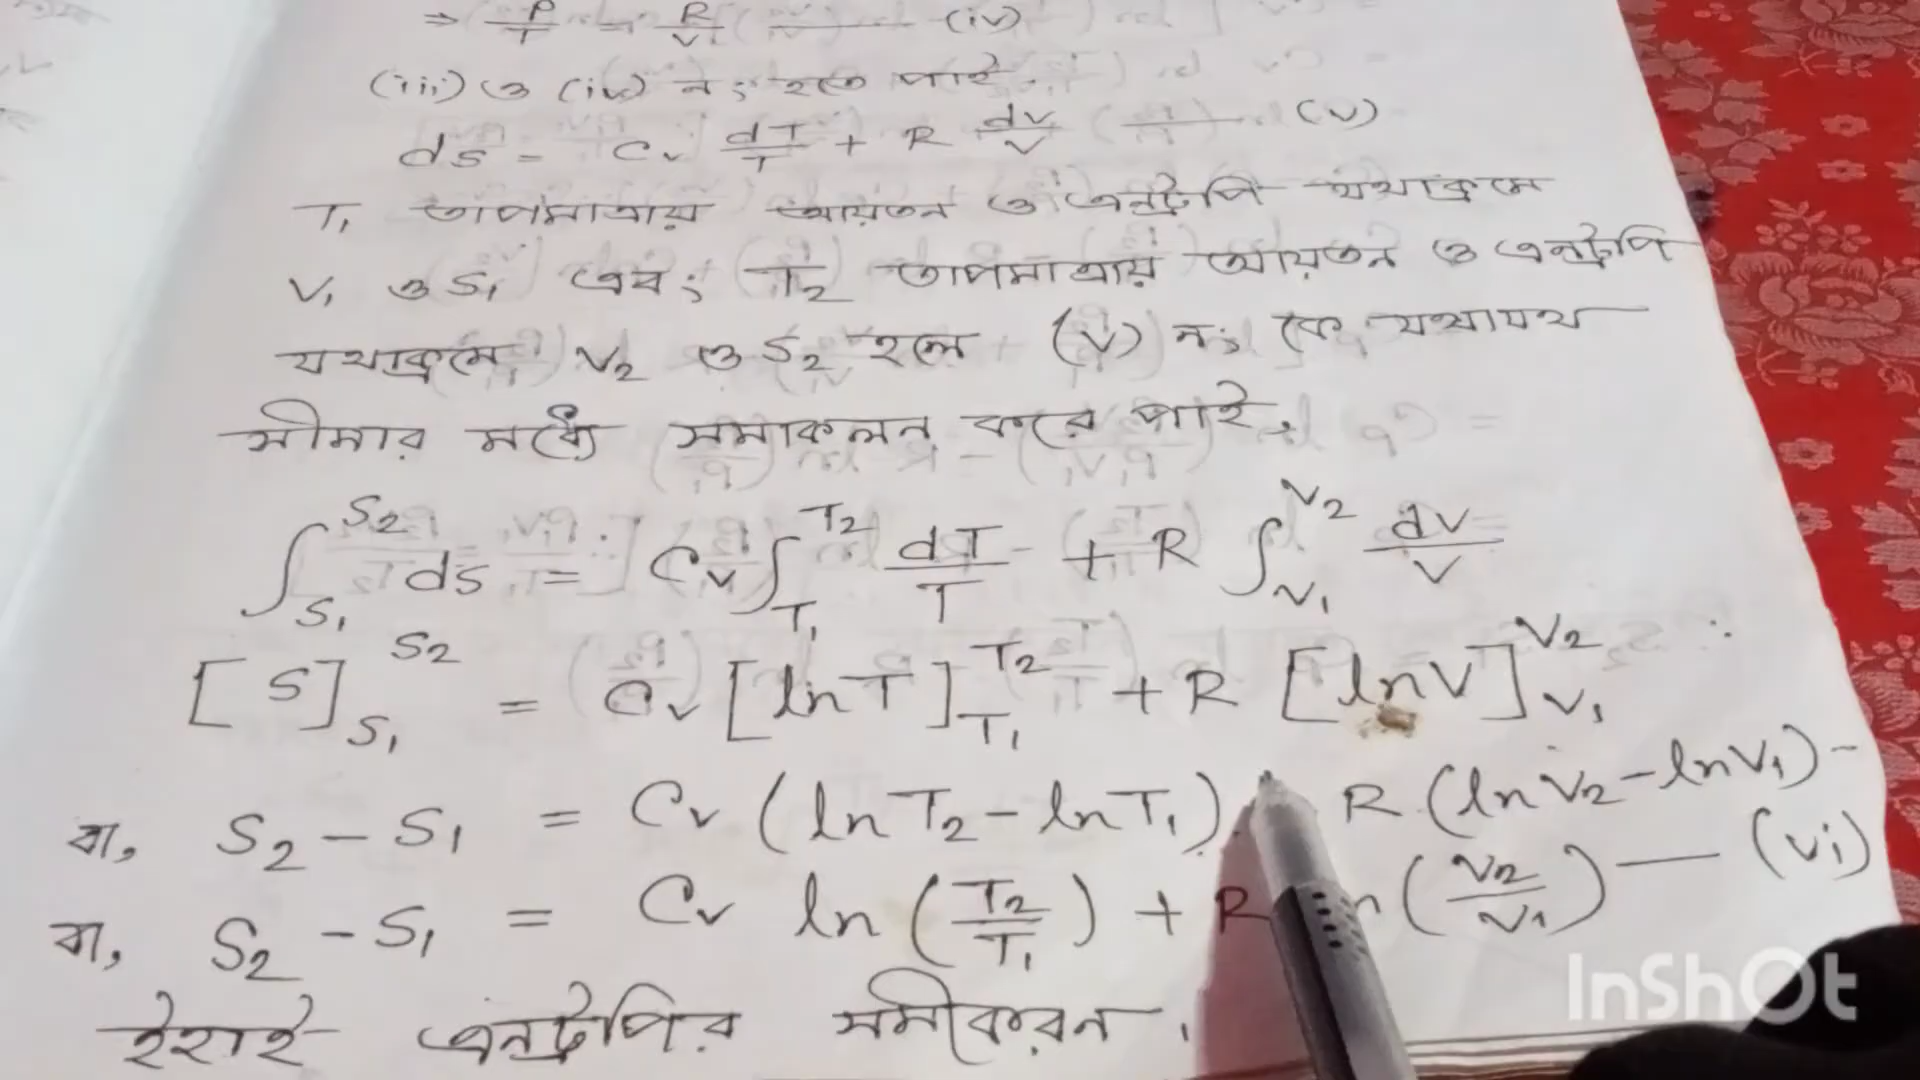 ⇒ P/T = R/V — (iv)
(iii) ও (iv) নং হতে পাই.
ds = Cv dT/T + R dv/v — (v)
T₁ তাপমাত্রায় আয়তন ও এনট্রপি যথাক্রমে
V₁ ও S₁ এবং T₂ তাপমাত্রায় আয়তন ও এনট্রপি
যথাক্রমে V₂ ও S₂ হলে (v) নং কে যথাযথ
সীমার মধ্যে সমাকলন করে পাই,
∫_{S₁}^{S₂} ds = Cv ∫_{T₁}^{T₂} dT/T + R ∫_{V₁}^{V₂} dv/v
[S]_{S₁}^{S₂} = Cv [lnT]_{T₁}^{T₂} + R [lnV]_{V₁}^{V₂}
বা, S₂ - S₁ = Cv (lnT₂ - lnT₁) R (lnV₂ - lnV₁)
বা, S₂ - S₁ = Cv ln(T₂/T₁) + R n(V₂/V₁) — (vi)
ইহাই এনট্রপির সমীকরন।
InShOt